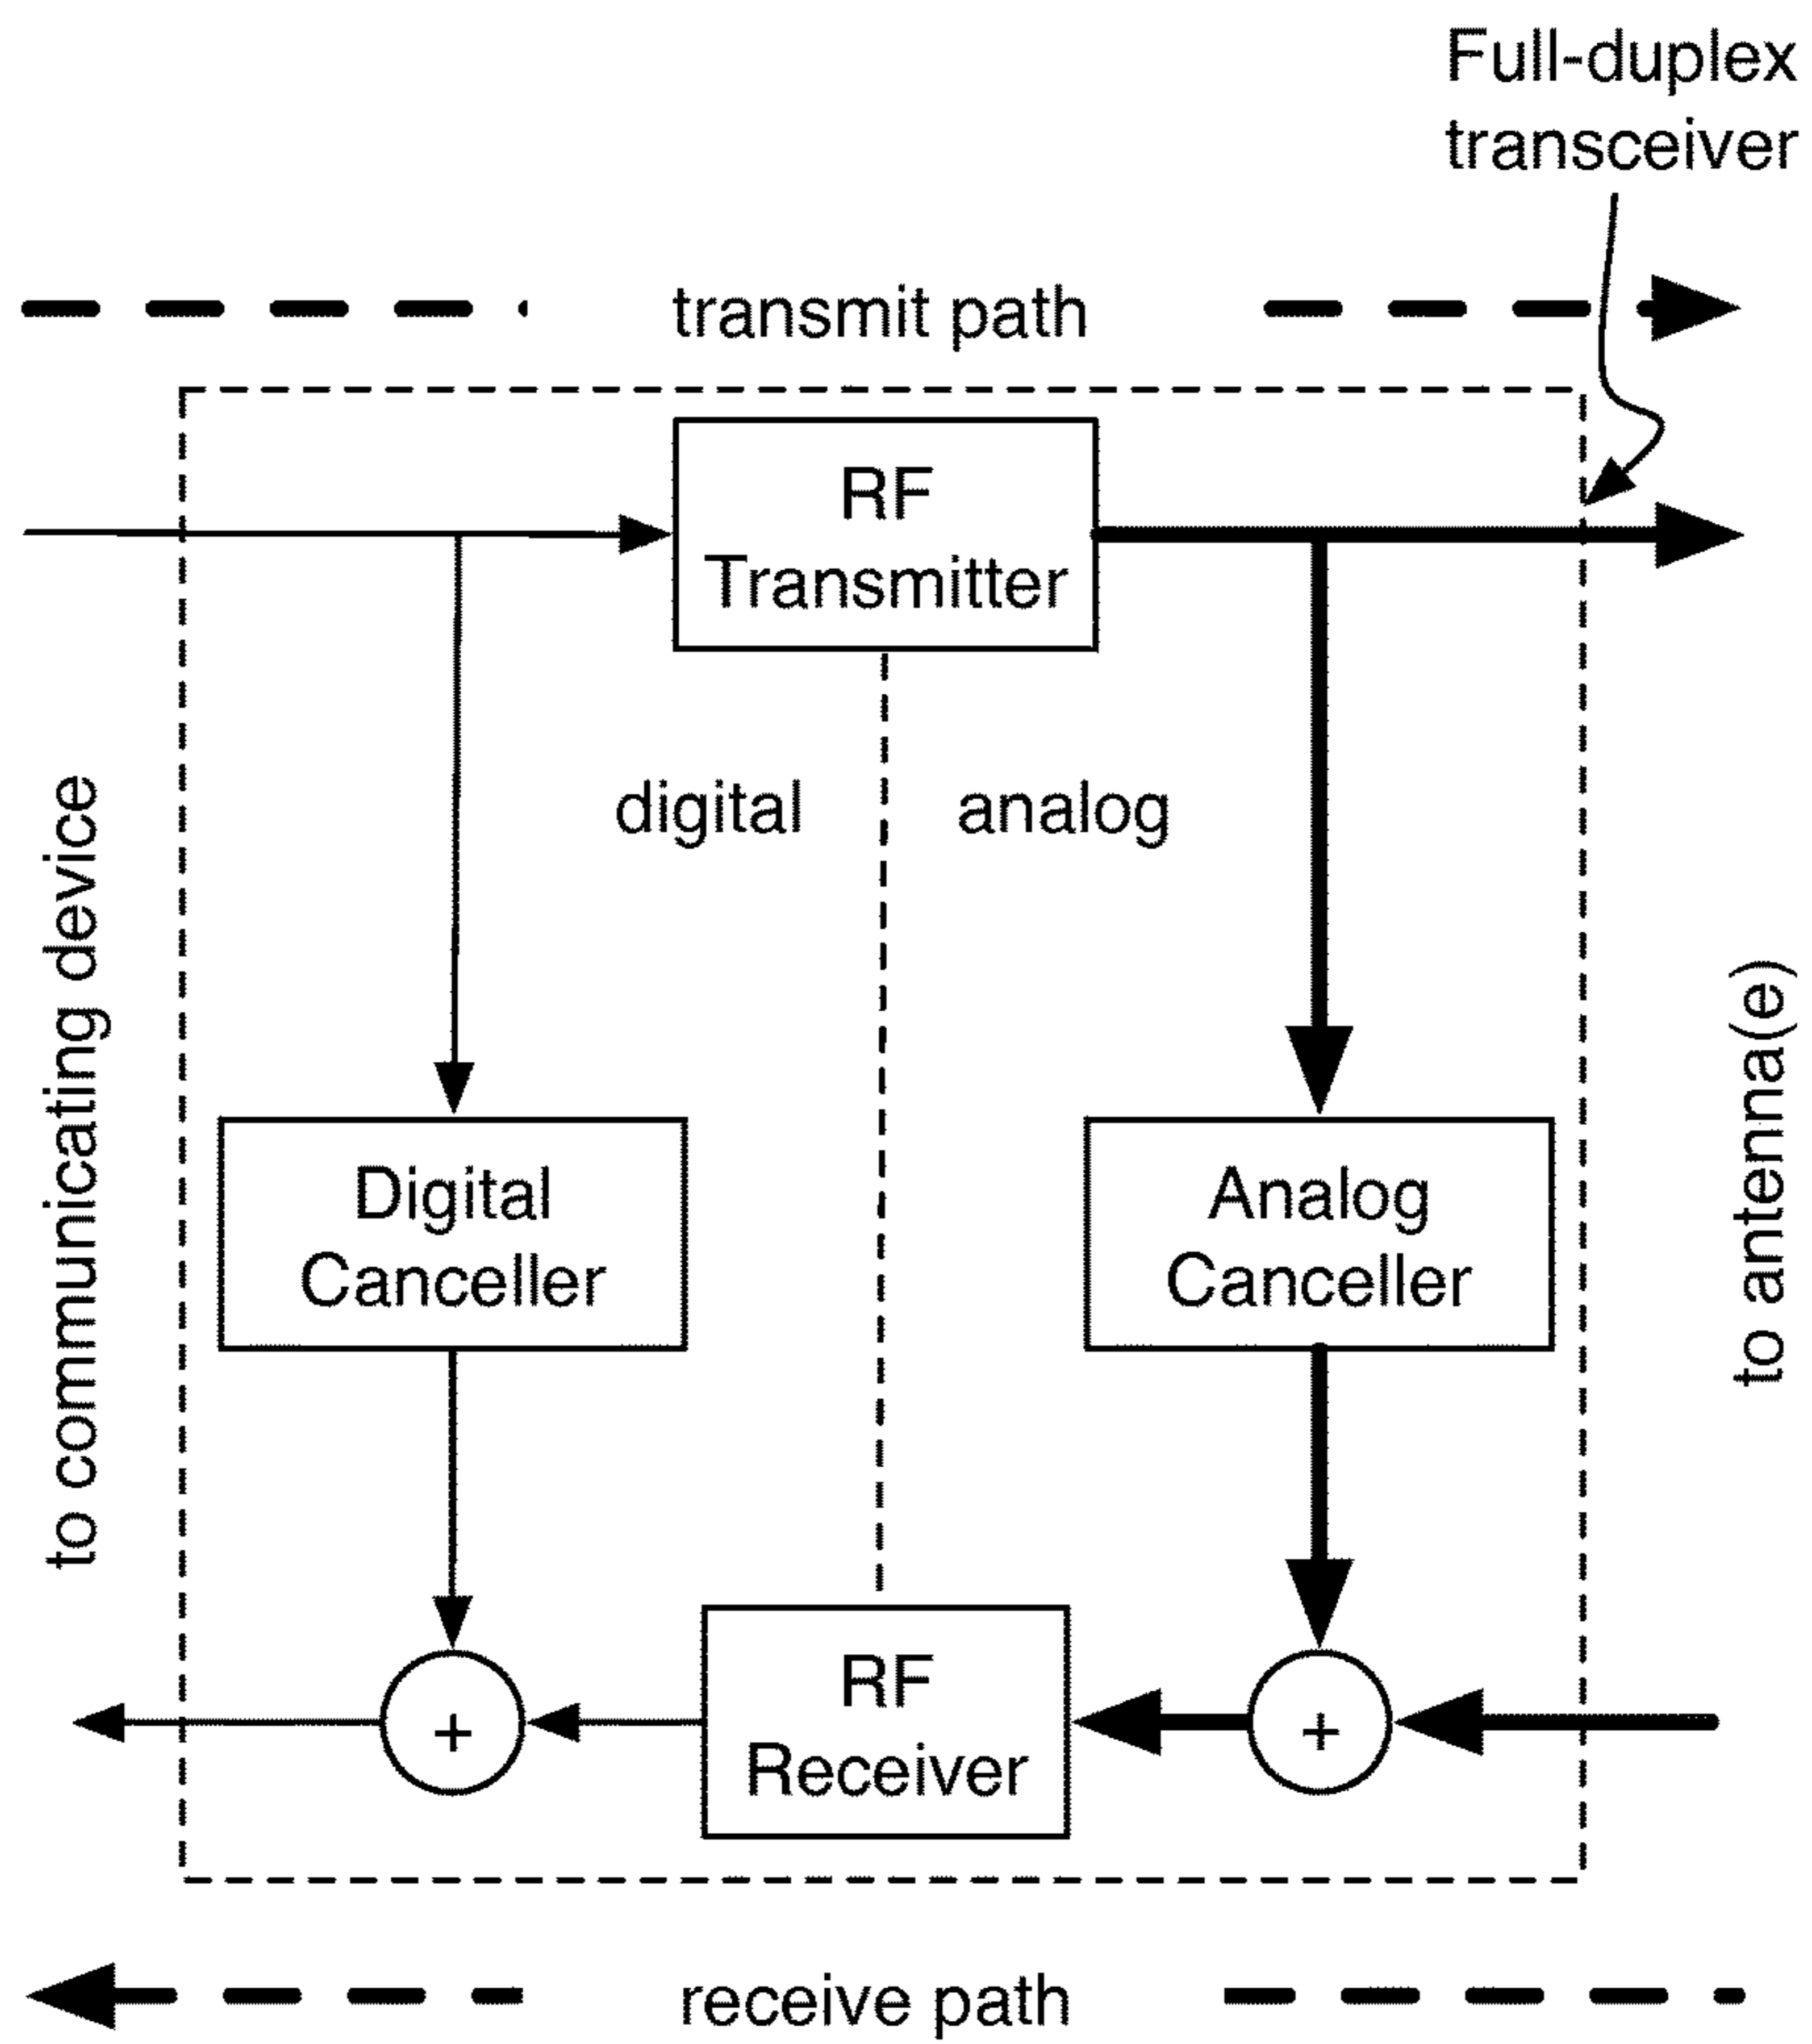 Full-duplex
transceiver
transmit path
RF
Transmitter
digital
analog
to communicating device
to antenna(e)
Digital
Canceller
Analog
Canceller
+
RF
Receiver
+
receive path